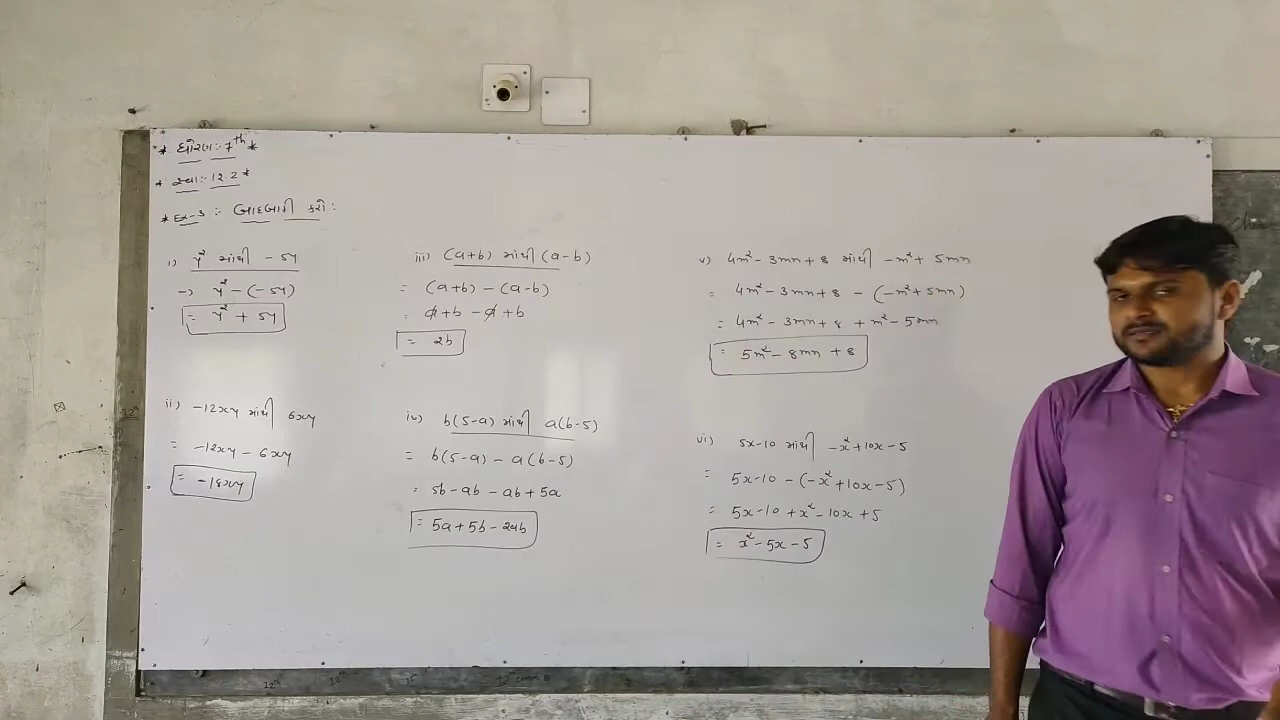 * ધોરણ:- 7th *
* સ્વા:- 12.2 *
* Ex-3 :- બાદબાકી કરો :
i) y² માંથી - 5y
→ y² - (- 5y)
= y² + 5y
ii) -12xy માંથી 6xy
= -12xy - 6xy
= -18xy
iii) (a+b) માંથી (a-b)
= (a+b) - (a-b)
= a+b - a+b
= 2b
iv) b(5-a) માંથી a(b-5)
= b(5-a) - a(b-5)
= 5b - ab - ab + 5a
= 5a + 5b - 2ab
v) 4m² - 3mn + 8 માંથી -m² + 5mn
= 4m² - 3mn + 8 - (-m² + 5mn)
= 4m² - 3mn + 8 + m² - 5mn
= 5m² - 8mn + 8
vi) 5x-10 માંથી -x² + 10x - 5
= 5x-10 - (-x² + 10x - 5)
= 5x-10 + x² - 10x + 5
= x² - 5x - 5